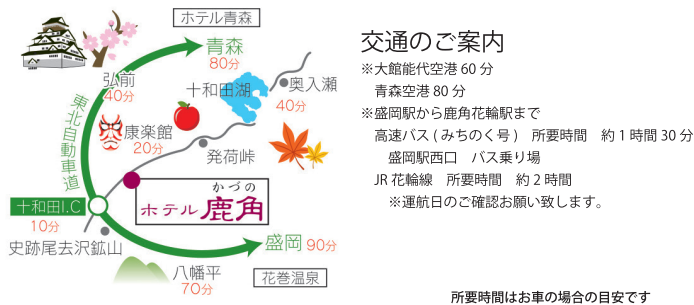 ホテル青森
青森
80分
弘前
40分
十和田湖
奥入瀬
40分
東北自動車道
康楽館
20分
発荷峠
かづの
ホテル鹿角
十和田I.C
10分
史跡尾去沢鉱山
盛岡 90分
八幡平
70分
花巻温泉
交通のご案内
※大館能代空港 60 分
青森空港 80 分
※盛岡駅から鹿角花輪駅まで
高速バス ( みちのく号 )　所要時間　約 1 時間 30 分
盛岡駅西口　バス乗り場
JR 花輪線　所要時間　約 2 時間
※運航日のご確認お願い致します。
所要時間はお車の場合の目安です